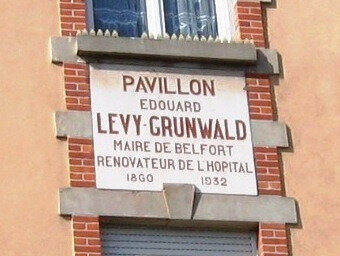 PAVILLON
EDOUARD
LEVY-GRUNWALD
MAIRE DE BELFORT
RENOVATEUR DE L'HOPITAL
1860 1932